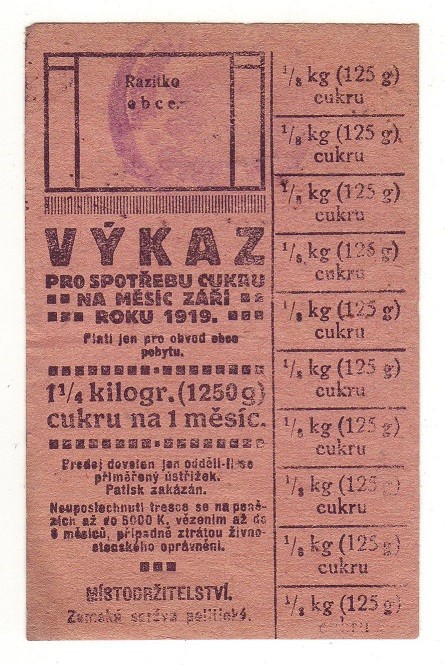 Razítko
obce.
VÝKAZ
PRO SPOTŘEBU CUKRU
NA MĚSÍC ZÁŘÍ
ROKU 1919.
Platí jen pro obvod obce
pobytu.
1¼ kilogr. (1250 g)
cukru na 1 měsíc.
Prodej dovolen jen oddělí-li se
přiměřený ústřižek.
Patisk zakázán.
Neuposlechnutí tresce se na peně-
zích až do 5000 K, vězením až do
6 měsíců, případně ztrátou živno-
stenského oprávnění.
MÍSTODRŽITELSTVÍ.
Zemská správa politická.
⅛ kg (125 g)
cukru
⅛ kg (125 g)
cukru
⅛ kg (125 g)
cukru
⅛ kg (125 g)
cukru
⅛ kg (125 g)
cukru
⅛ kg (125 g)
cukru
⅛ kg (125 g)
cukru
⅛ kg (125 g)
cukru
⅛ kg (125 g)
cukru
⅛ kg (125 g)
cukru